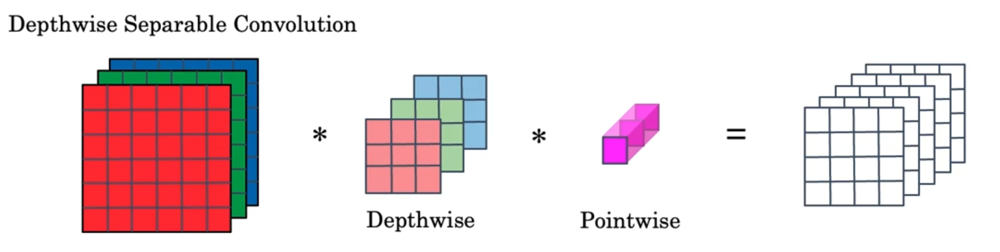 Depthwise Separable Convolution
* * =
Depthwise Pointwise